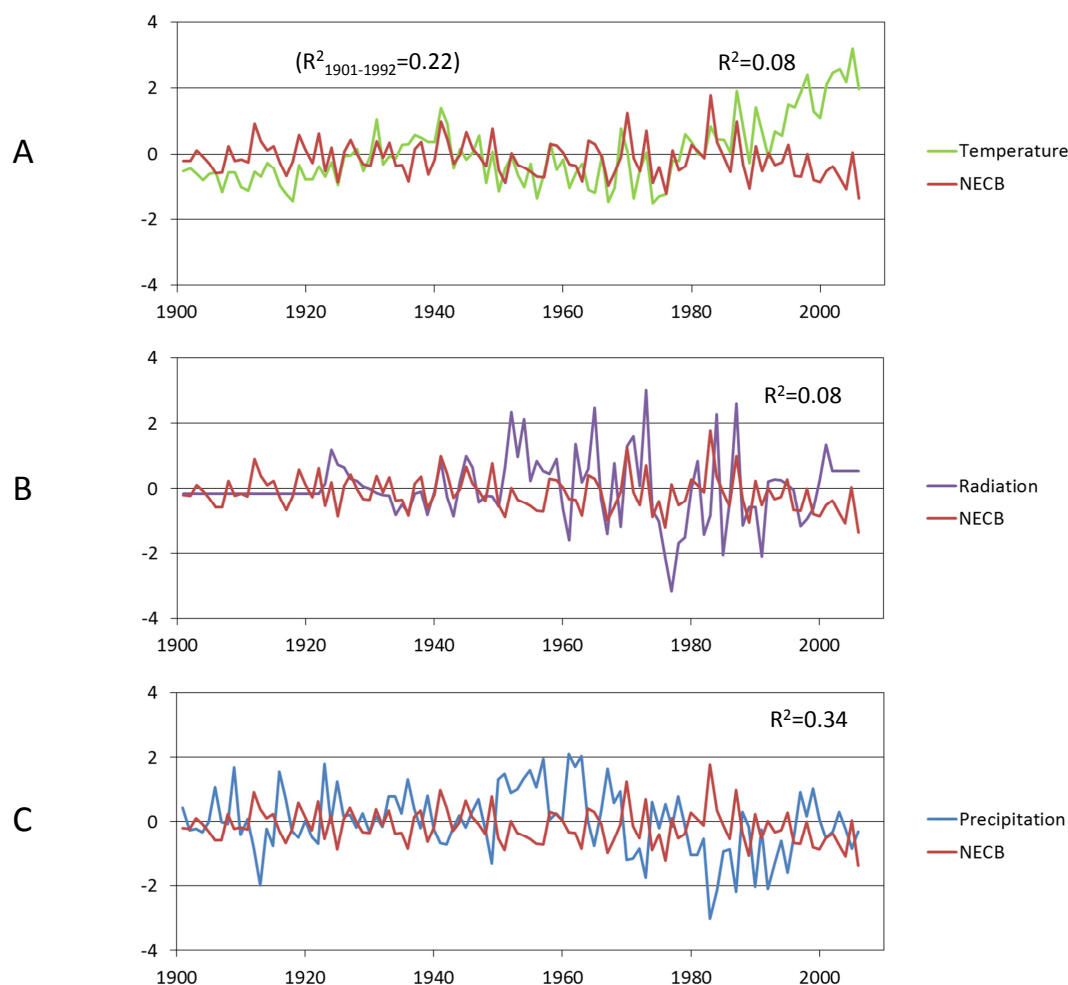 A
4
2
0
-2
-4
(R²₁₉₀₁₋₁₉₉₂=0.22)
R²=0.08
1900 1920 1940 1960 1980 2000
Temperature
NECB
B
4
2
0
-2
-4
R²=0.08
1900 1920 1940 1960 1980 2000
Radiation
NECB
C
4
2
0
-2
-4
R²=0.34
1900 1920 1940 1960 1980 2000
Precipitation
NECB